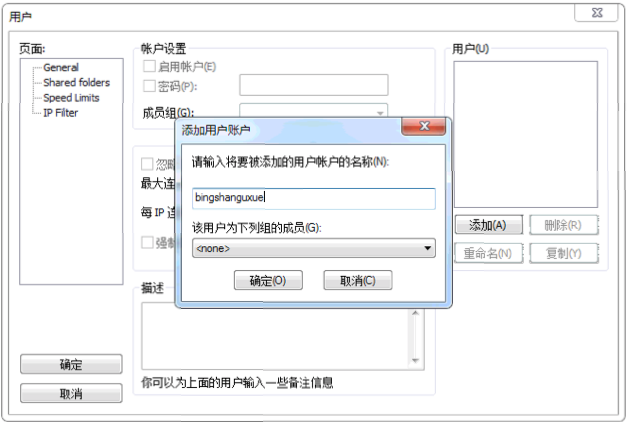 用户
页面:
General
Shared folders
Speed Limits
IP Filter
确定
取消
帐户设置
启用帐户(E)
密码(P):
成员组(G):
忽略
最大连
每 IP 连
强制
描述
你可以为上面的用户输入一些备注信息
添加用户账户
请输入将要被添加的用户帐户的名称(N):
bingshanguxue
该用户为下列组的成员(G):
<none>
确定(O)
取消(C)
用户(U)
添加(A)
删除(R)
重命名(N)
复制(Y)